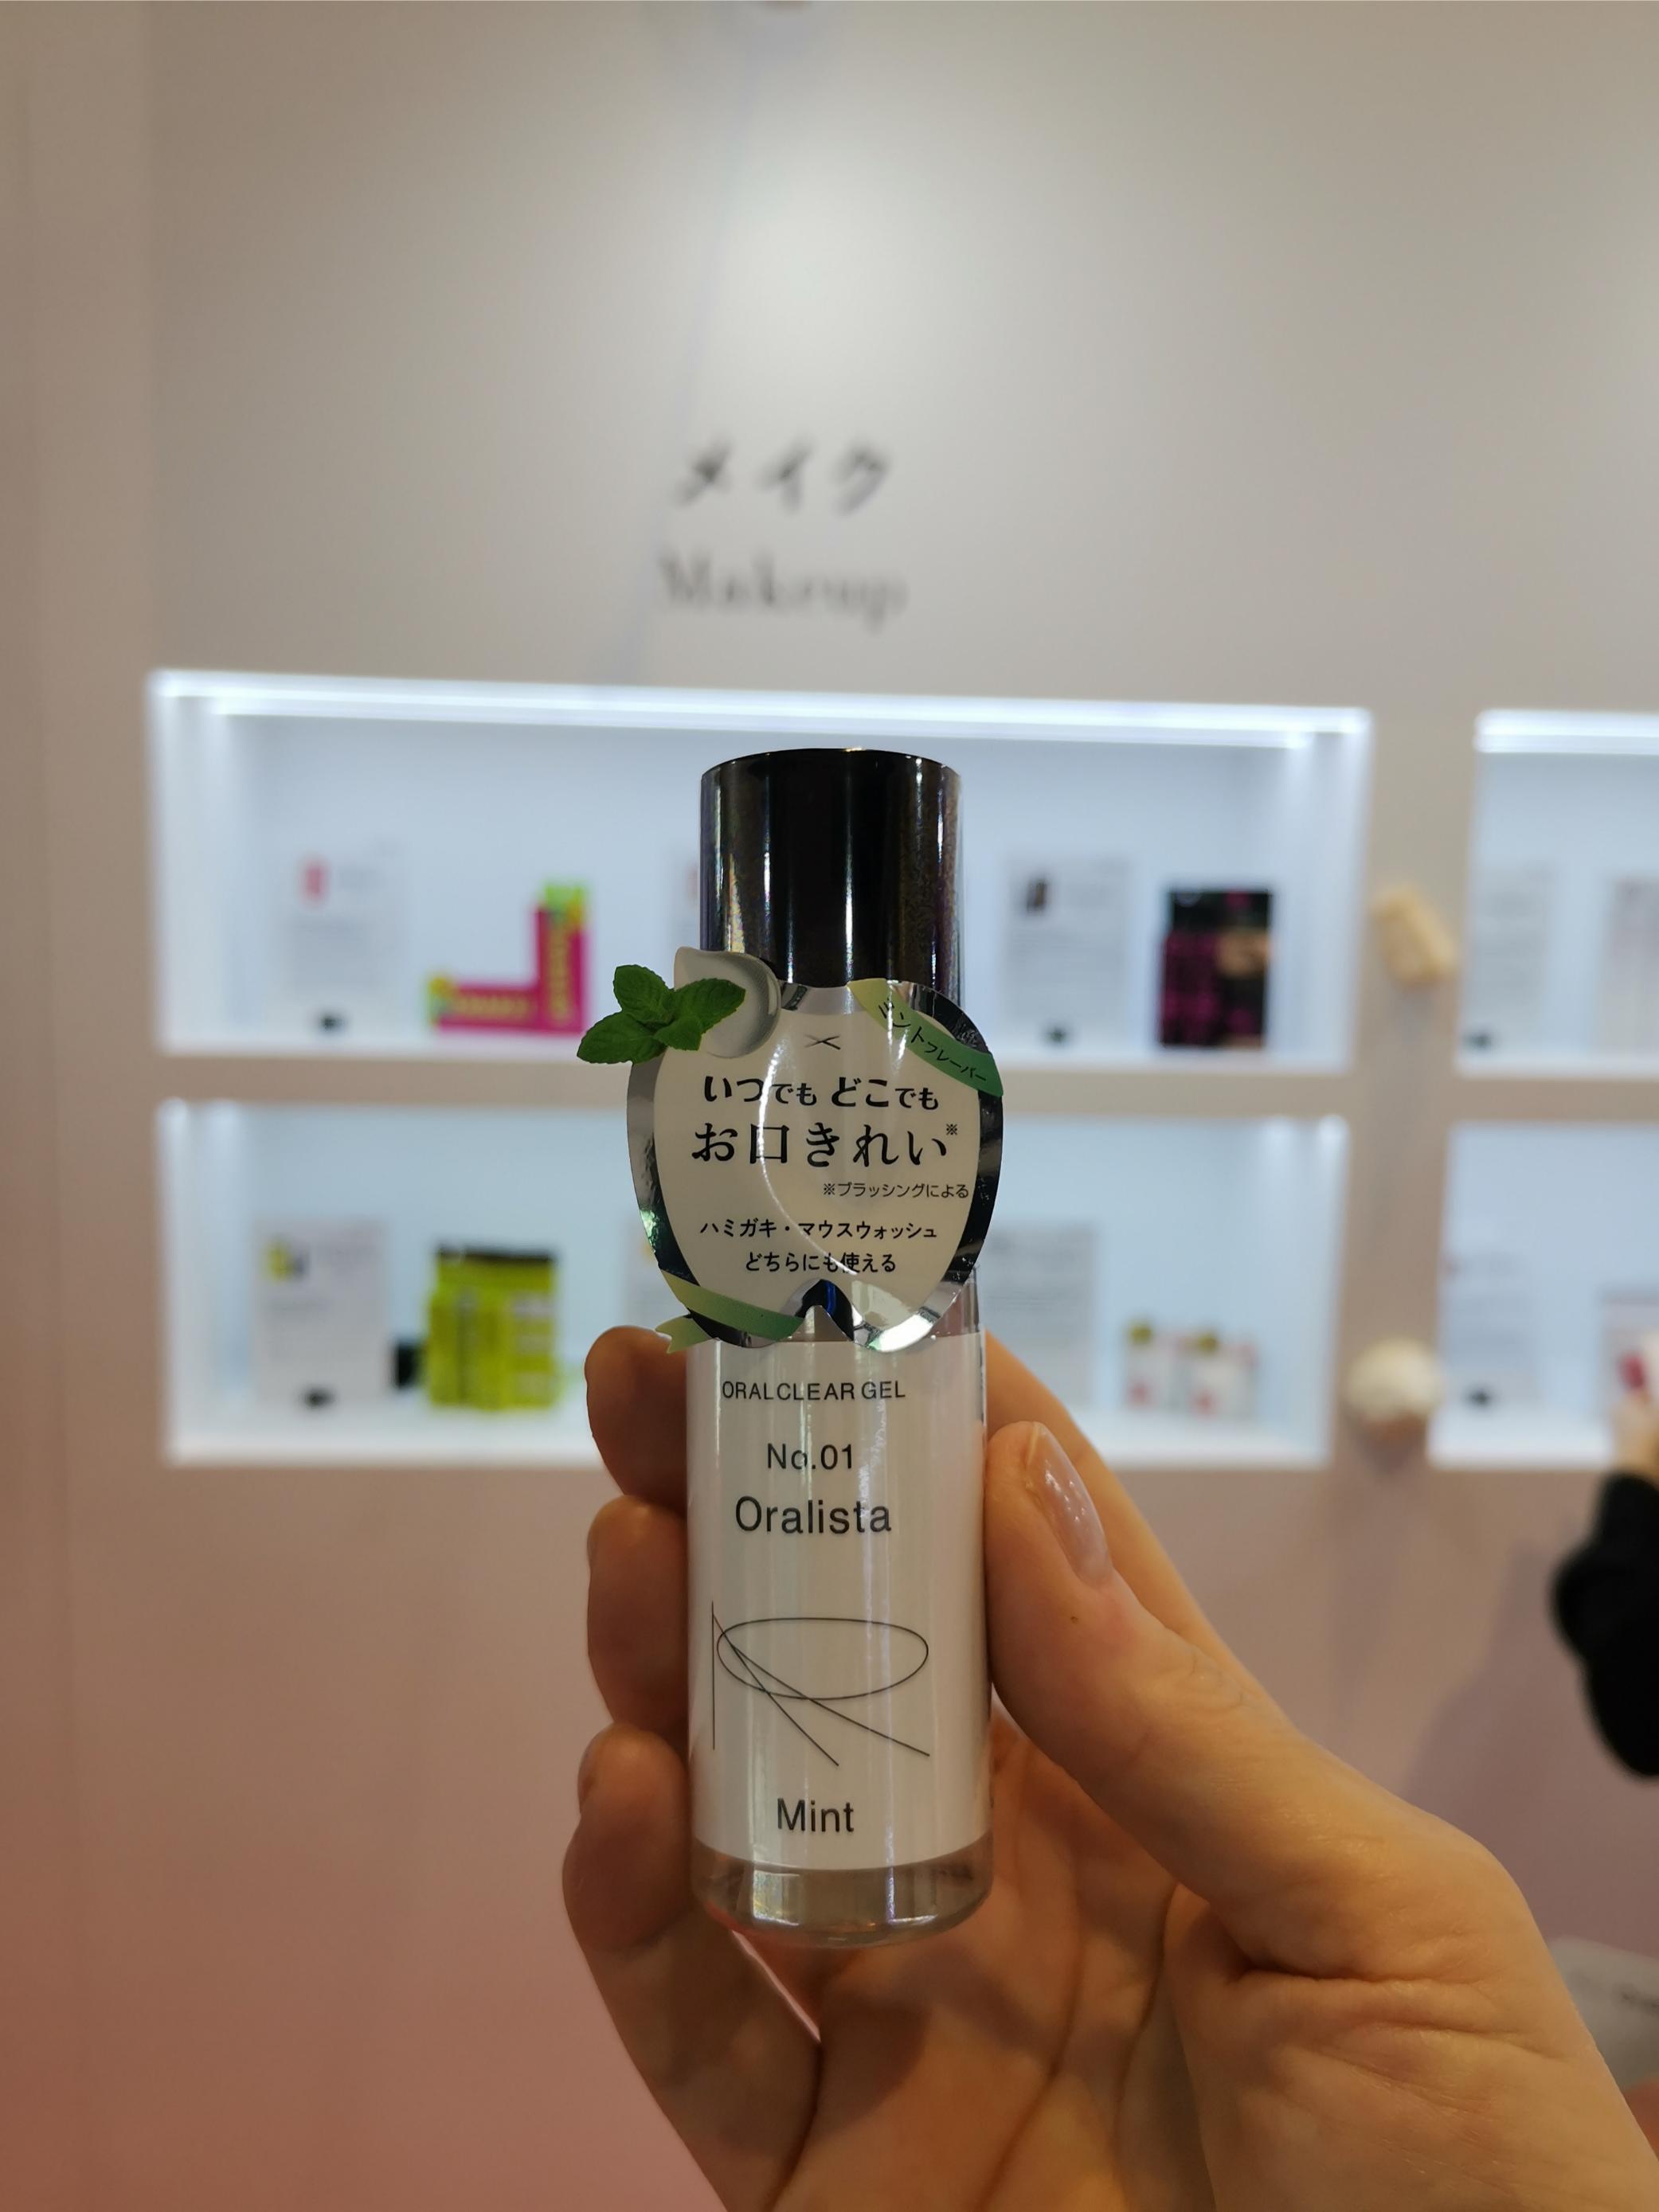 メイク
Makeup
ミントフレーバー
いつでも どこでも
お口きれい※
※ブラッシングによる
ハミガキ・マウスウォッシュ
どちらにも使える
ORAL CLEAR GEL
No.01
Oralista
Mint